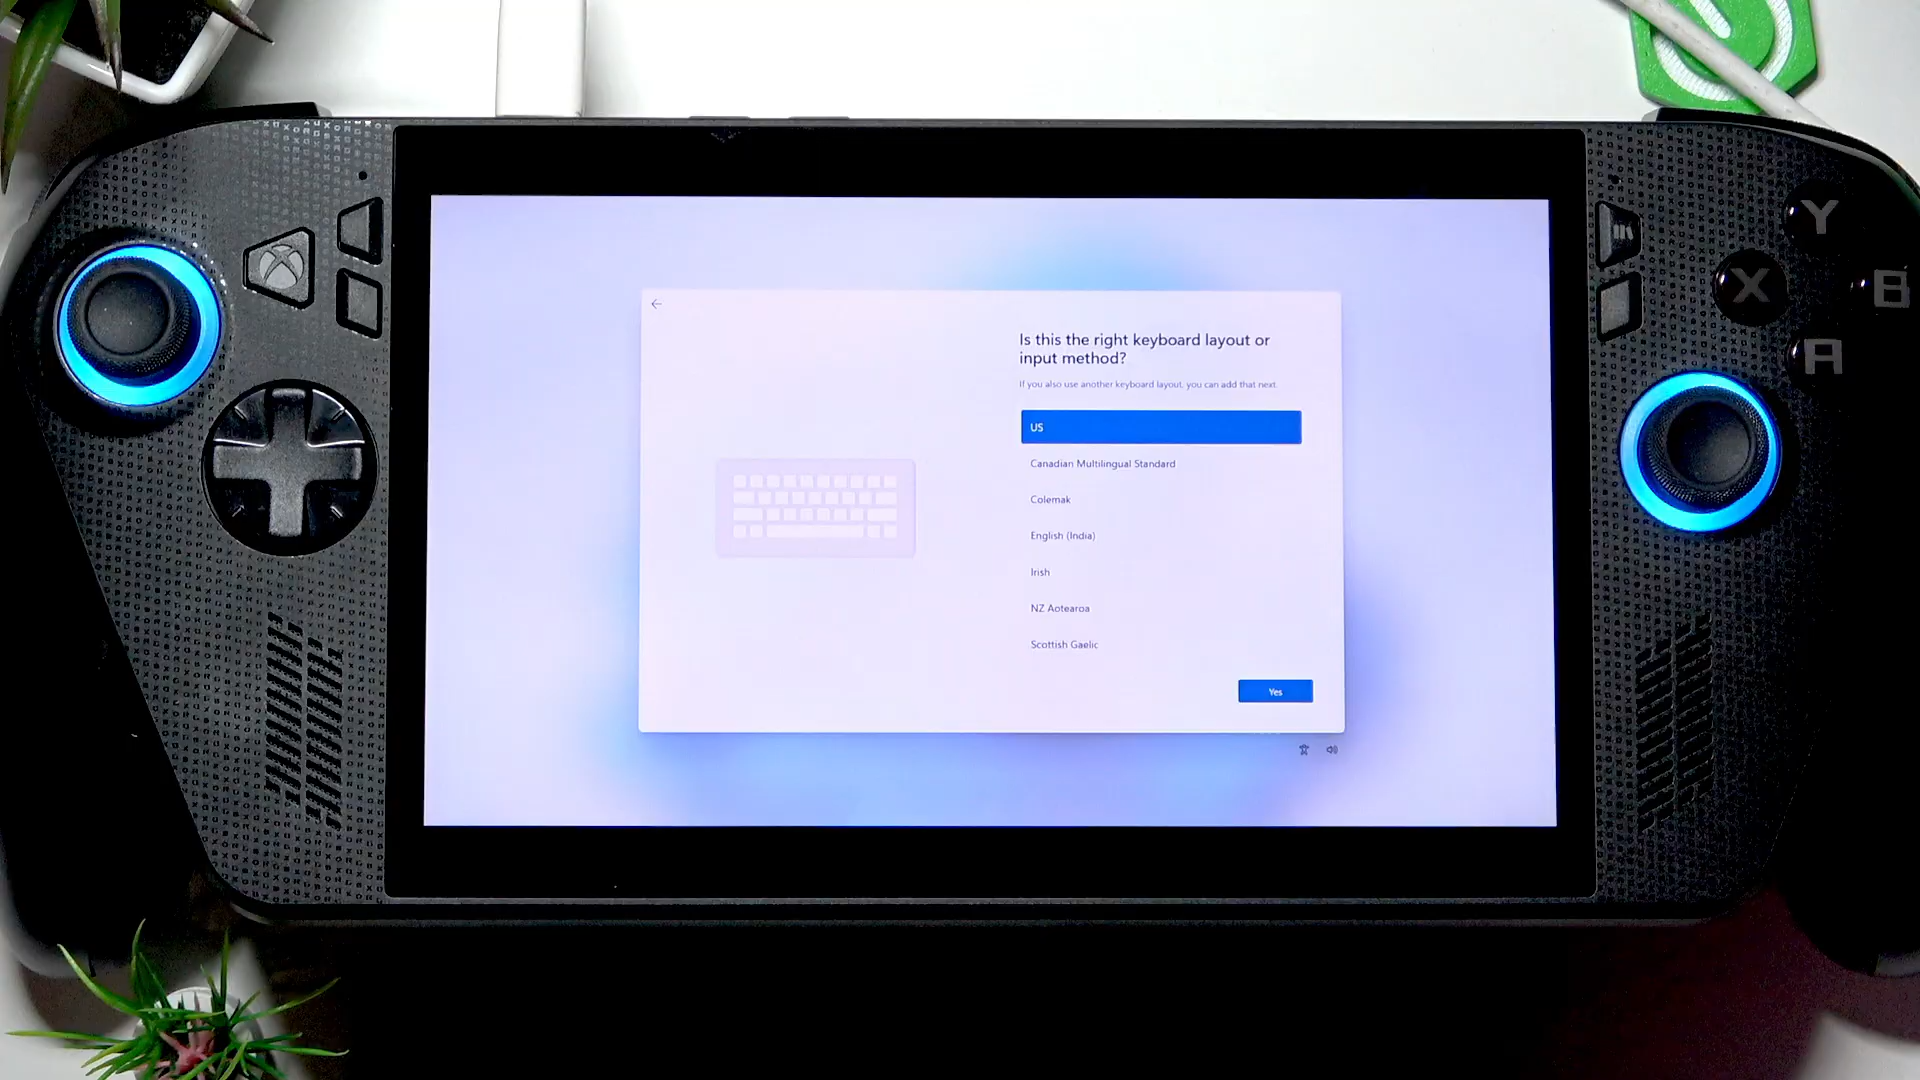 Is this the right keyboard layout or
input method?
If you also use another keyboard layout, you can add that next.
US
Canadian Multilingual Standard
Colemak
English (India)
Irish
NZ Aotearoa
Scottish Gaelic
Yes
Y
X
B
A